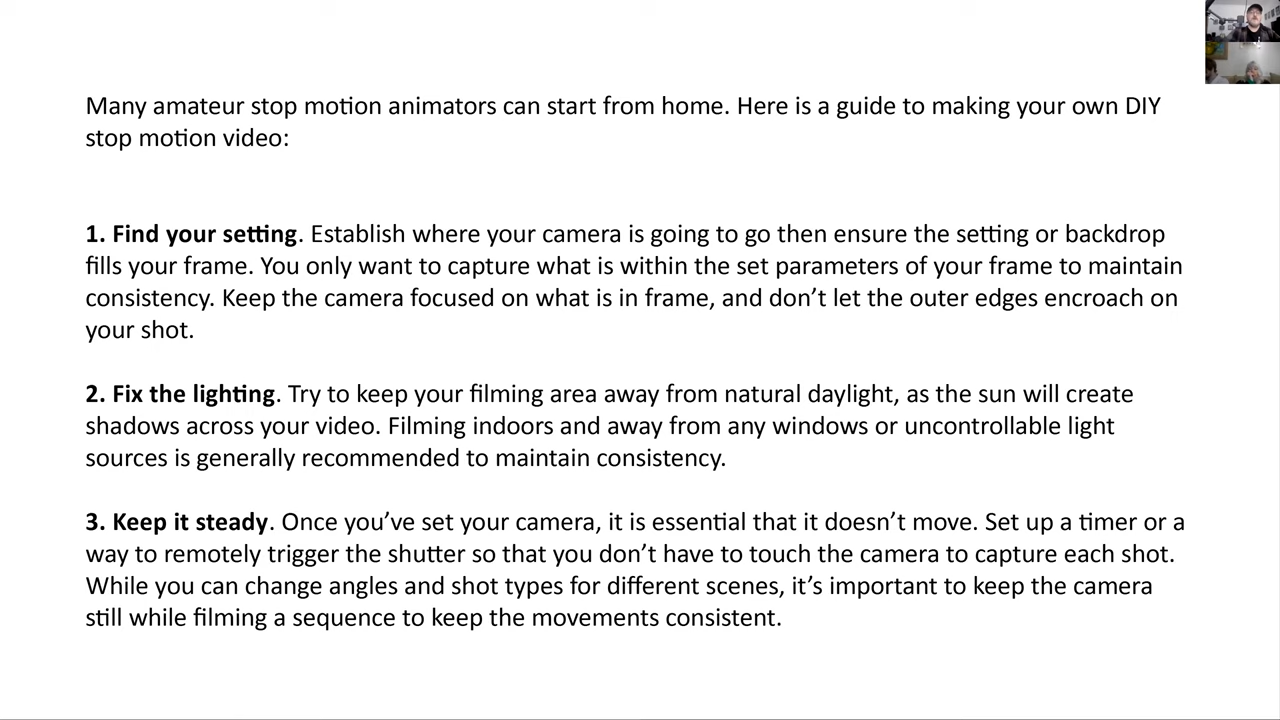 Many amateur stop motion animators can start from home. Here is a guide to making your own DIY
stop motion video:
1. Find your setting. Establish where your camera is going to go then ensure the setting or backdrop
fills your frame. You only want to capture what is within the set parameters of your frame to maintain
consistency. Keep the camera focused on what is in frame, and don’t let the outer edges encroach on
your shot.
2. Fix the lighting. Try to keep your filming area away from natural daylight, as the sun will create
shadows across your video. Filming indoors and away from any windows or uncontrollable light
sources is generally recommended to maintain consistency.
3. Keep it steady. Once you’ve set your camera, it is essential that it doesn’t move. Set up a timer or a
way to remotely trigger the shutter so that you don’t have to touch the camera to capture each shot.
While you can change angles and shot types for different scenes, it’s important to keep the camera
still while filming a sequence to keep the movements consistent.